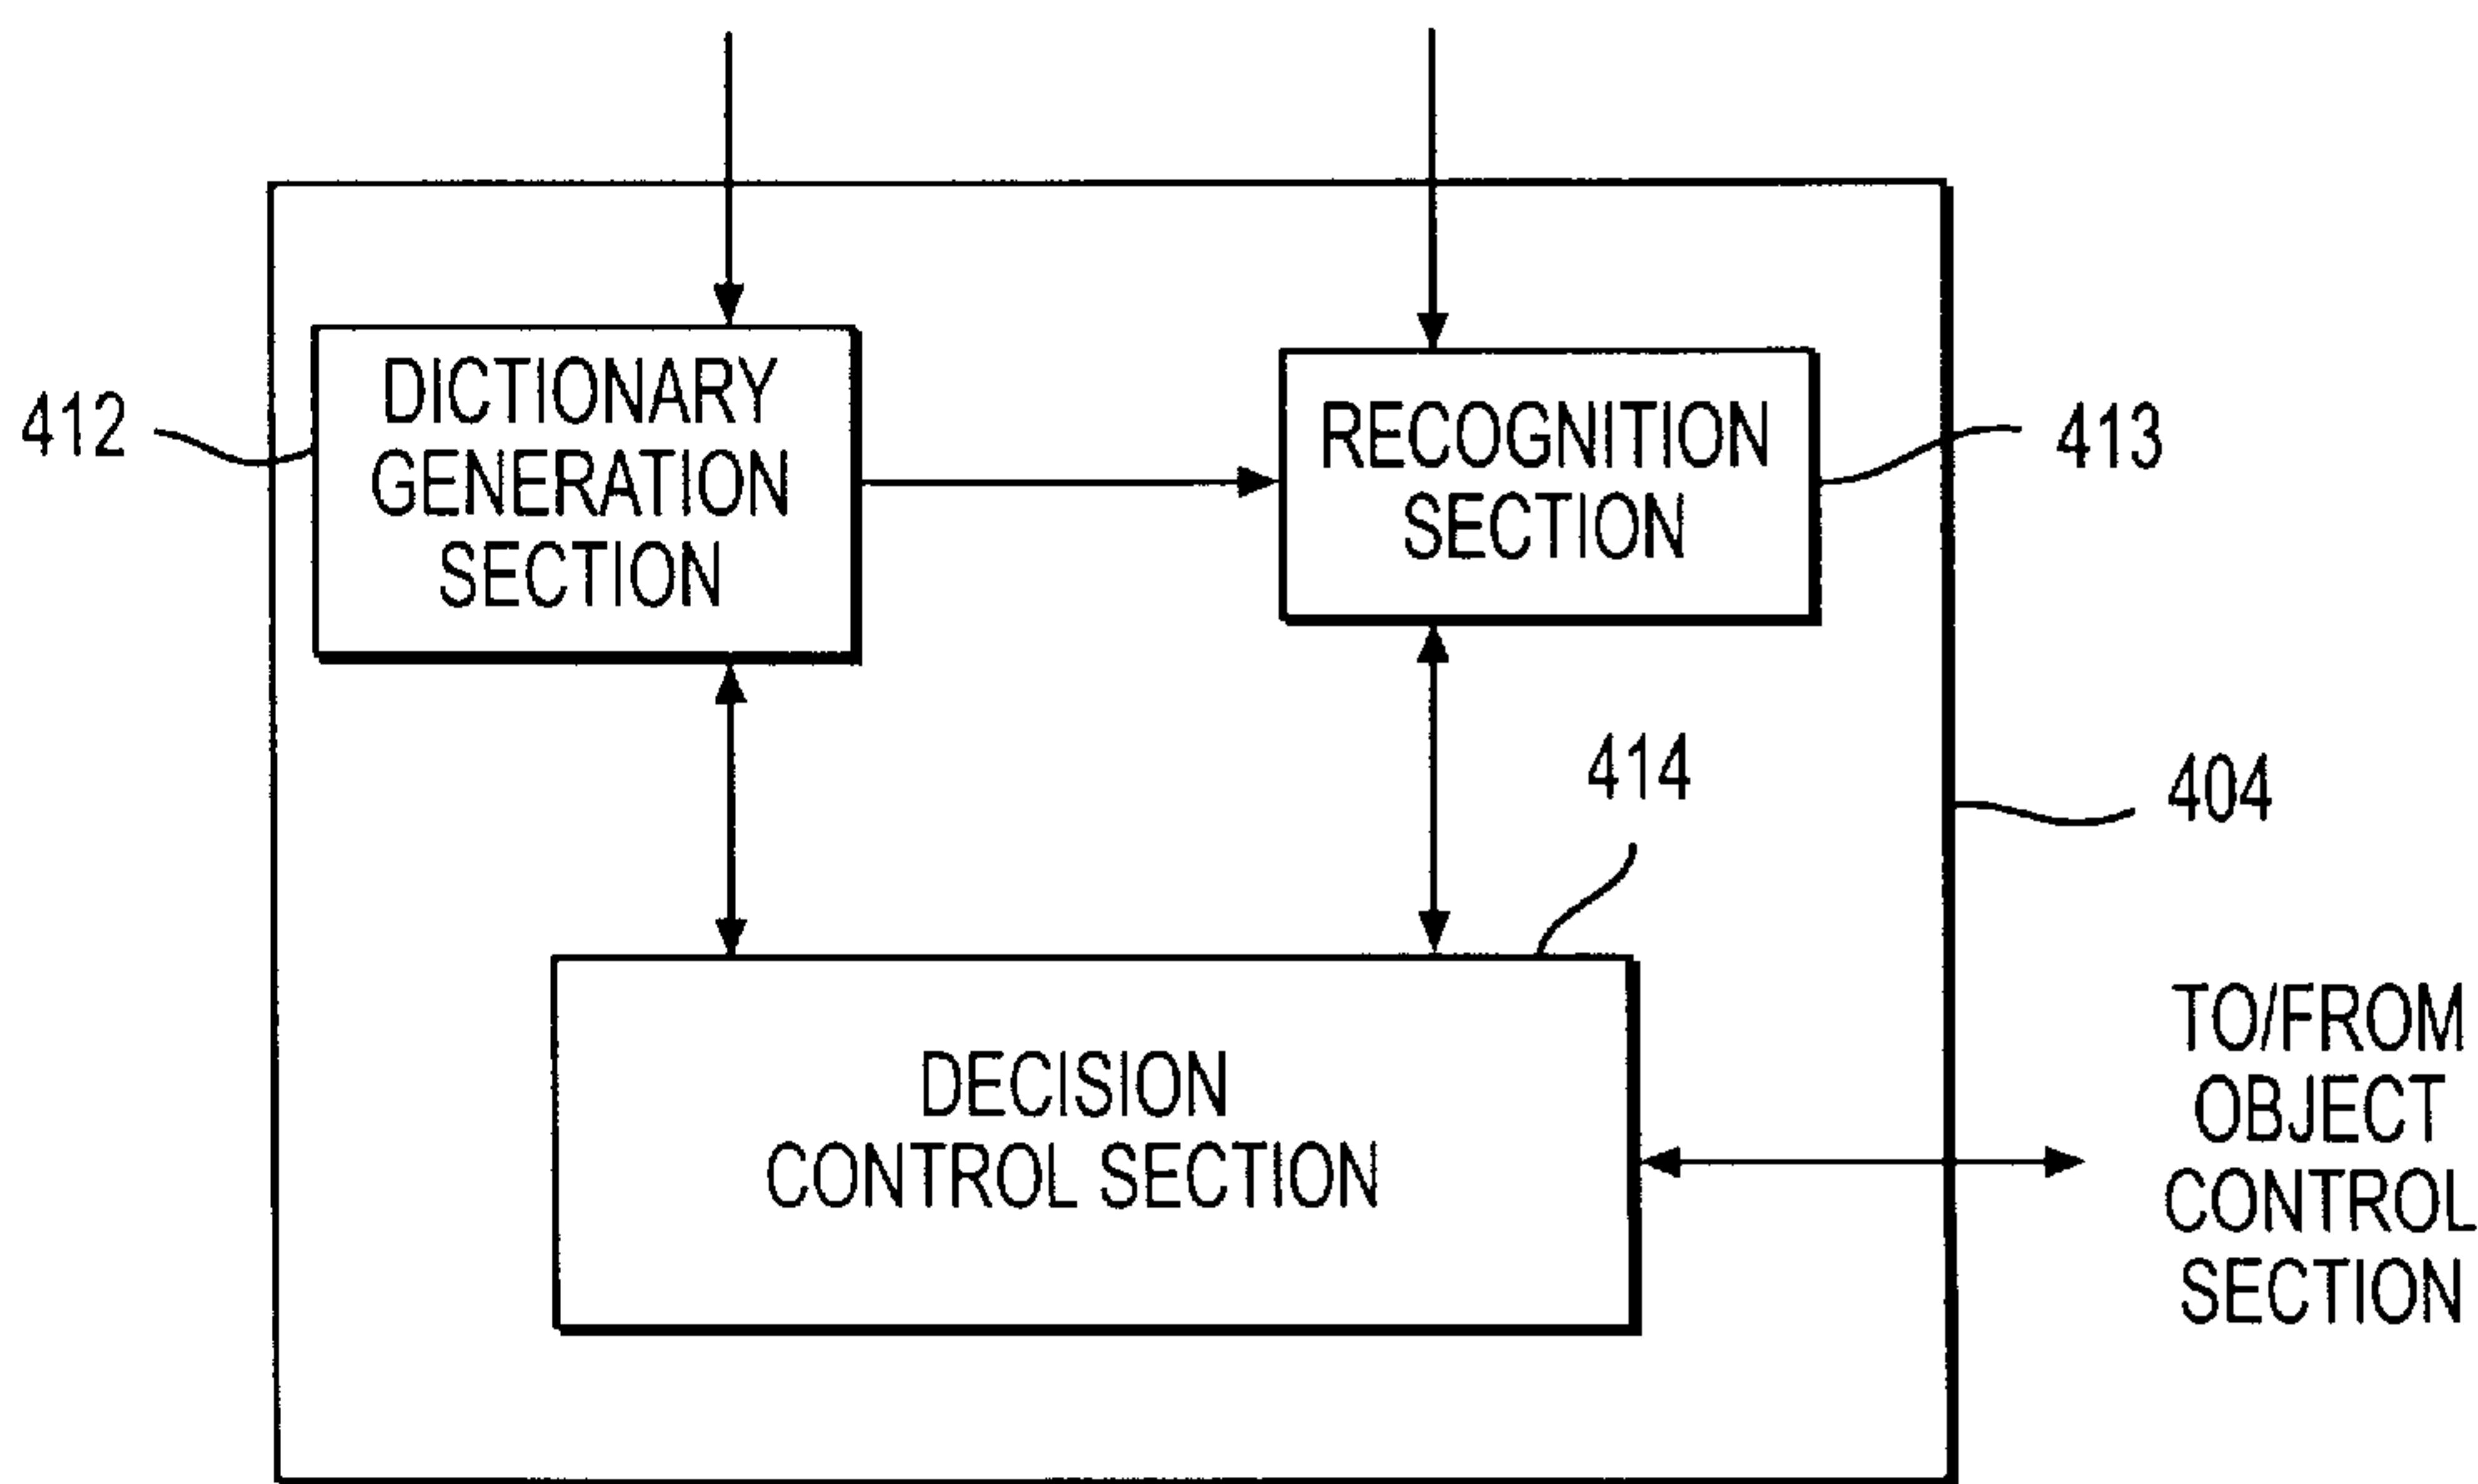 412
DICTIONARY
GENERATION
SECTION
RECOGNITION
SECTION
413
414
404
DECISION
CONTROL SECTION
TO/FROM
OBJECT
CONTROL
SECTION